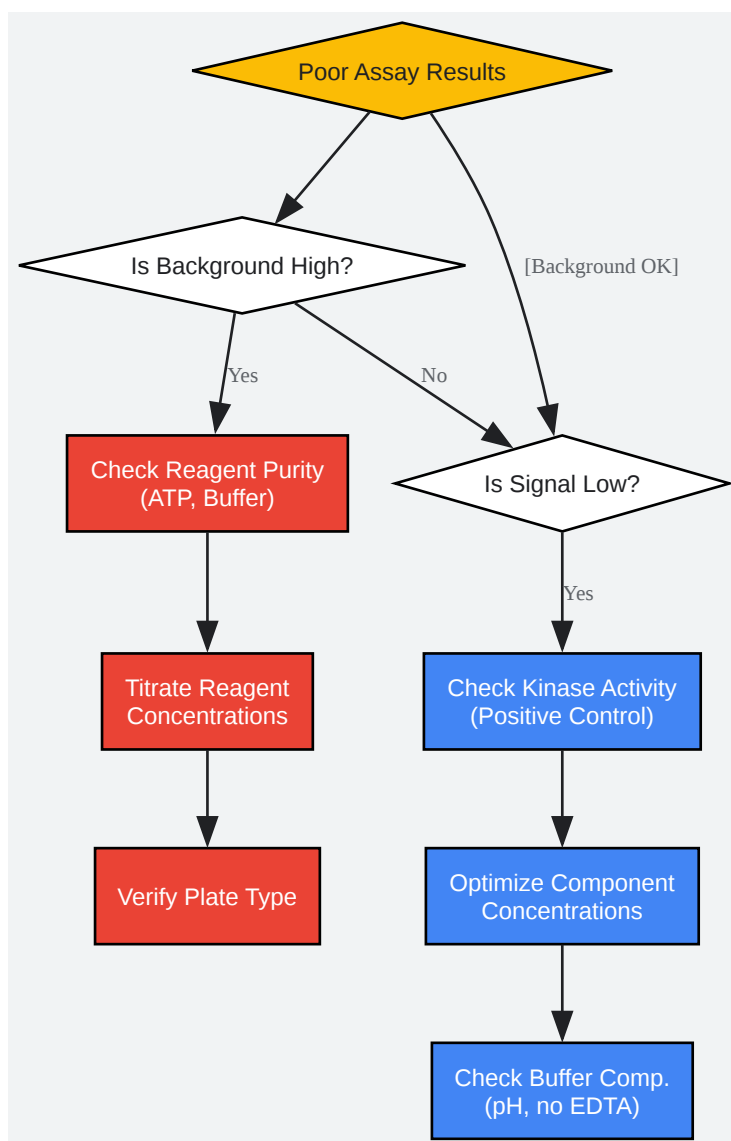 Poor Assay Results
Is Background High?
[Background OK]
Yes
No
Check Reagent Purity
(ATP, Buffer)
Is Signal Low?
Yes
Titrate Reagent
Concentrations
Check Kinase Activity
(Positive Control)
Verify Plate Type
Optimize Component
Concentrations
Check Buffer Comp.
(pH, no EDTA)